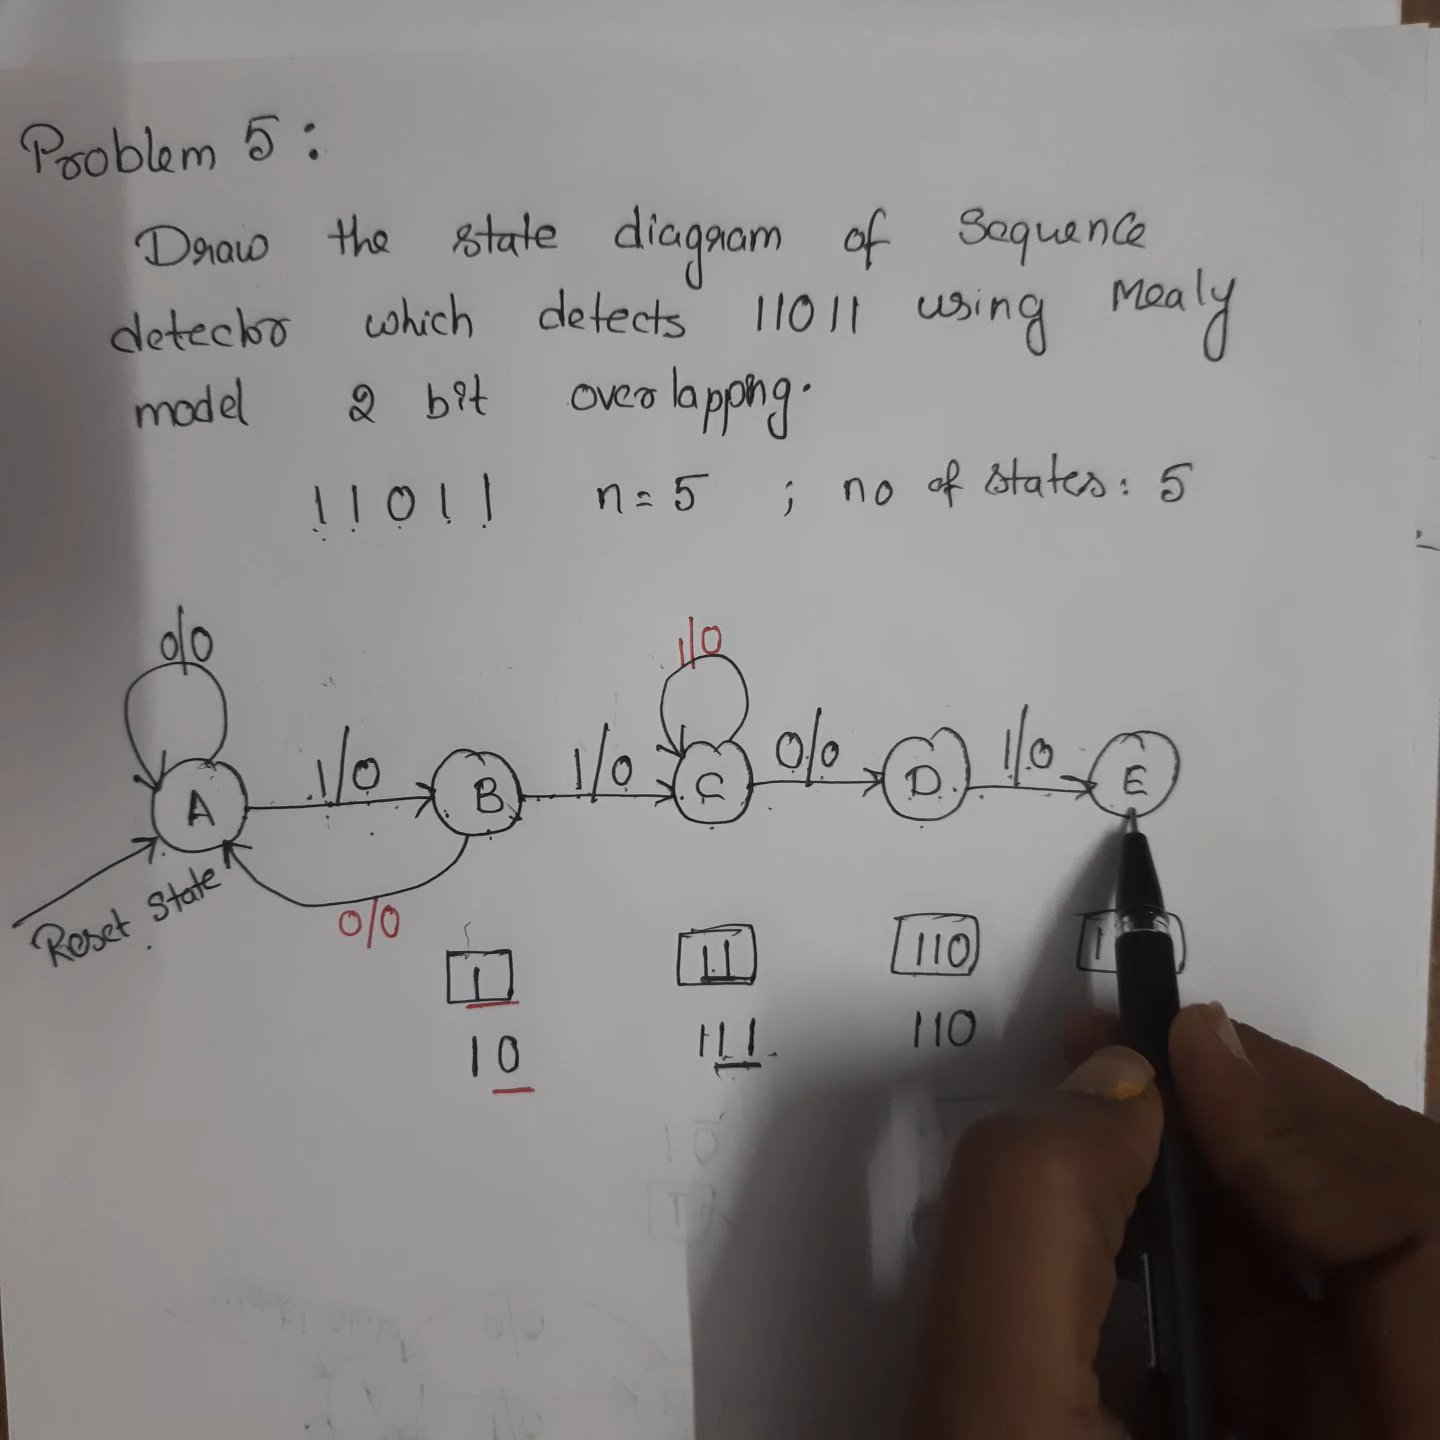 Problem 5:
Draw the state diagram of Sequence
detector which detects 11011 using Mealy
model 2 bit overlapping.
11011 n=5 ; no of states: 5
0/0
1/0
1/0 1/0 0/0 1/0
A B C D E
Reset State
0/0
1 11 110
10 111 110